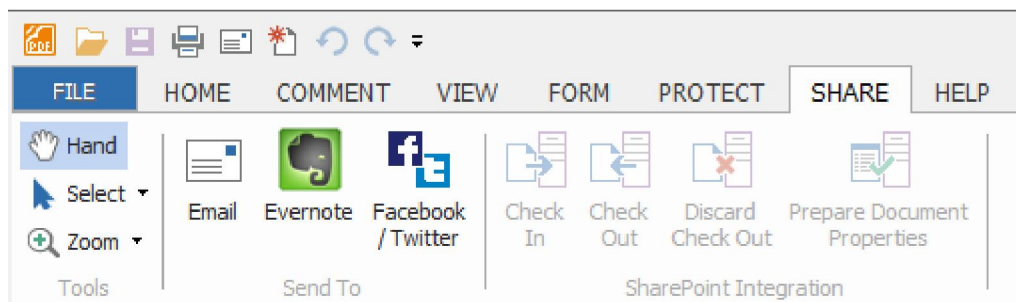 PDF
FILE HOME COMMENT VIEW FORM PROTECT SHARE HELP
Hand
Select
Zoom
Tools
Email
Evernote
Facebook
/ Twitter
Send To
Check
In
Check
Out
Discard
Check Out
Prepare Document
Properties
SharePoint Integration